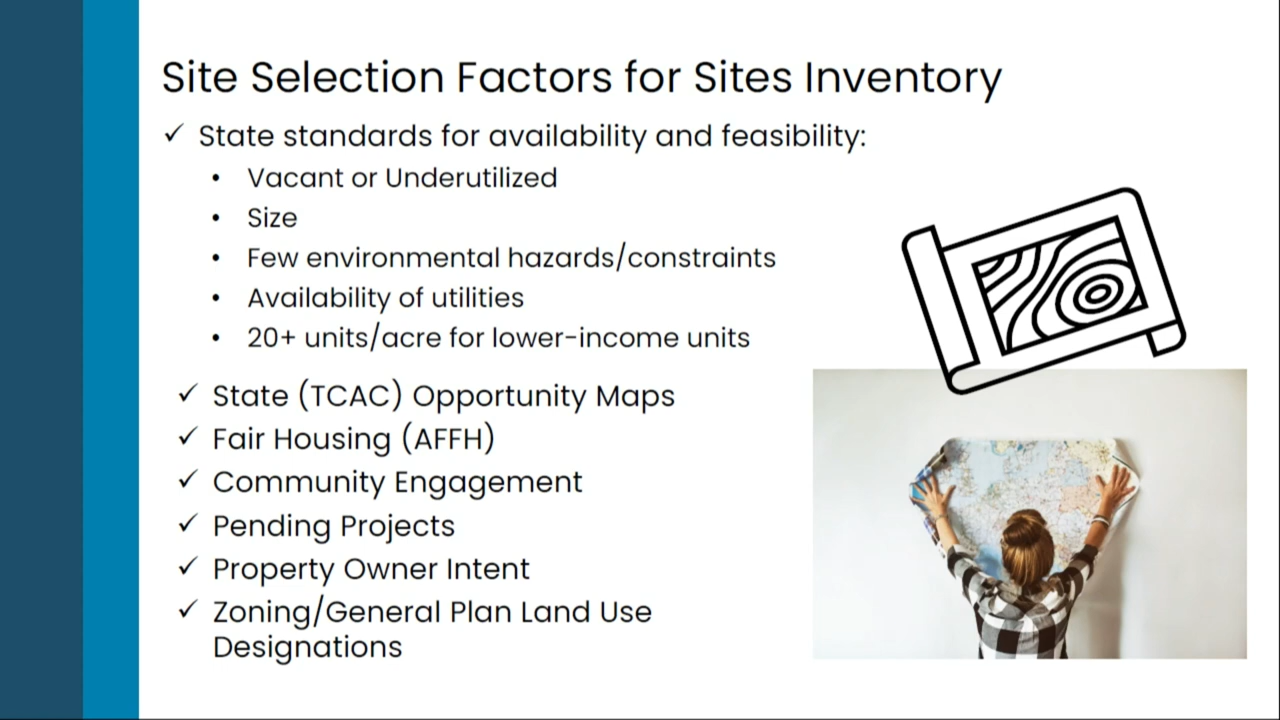 Site Selection Factors for Sites Inventory
✓ State standards for availability and feasibility:
• Vacant or Underutilized
• Size
• Few environmental hazards/constraints
• Availability of utilities
• 20+ units/acre for lower-income units
✓ State (TCAC) Opportunity Maps
✓ Fair Housing (AFFH)
✓ Community Engagement
✓ Pending Projects
✓ Property Owner Intent
✓ Zoning/General Plan Land Use
Designations